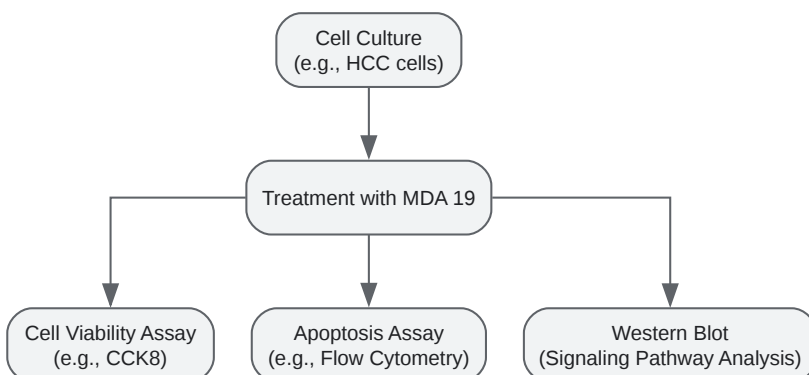 Cell Culture
(e.g., HCC cells)
Treatment with MDA 19
Cell Viability Assay
(e.g., CCK8)
Apoptosis Assay
(e.g., Flow Cytometry)
Western Blot
(Signaling Pathway Analysis)